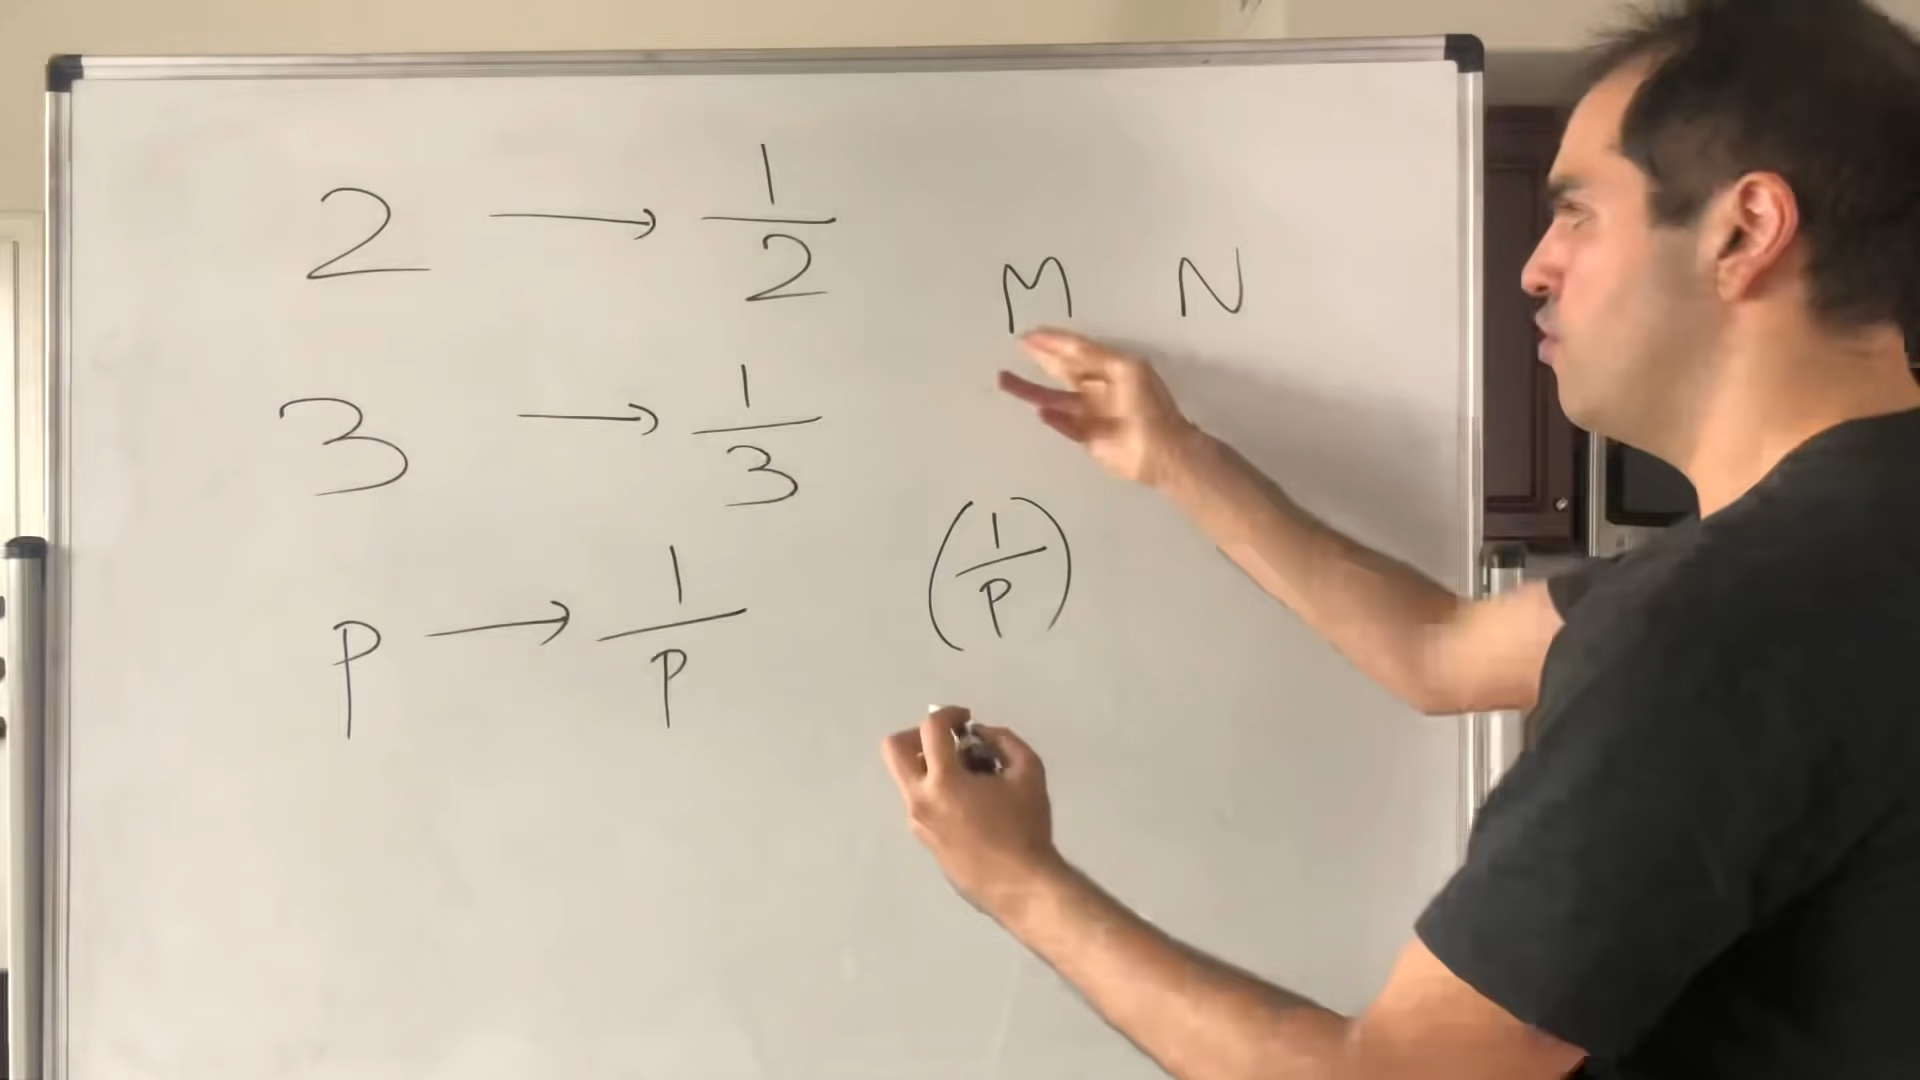 2 → 1/2
M N
3 → 1/3
p → 1/p
(1/p)